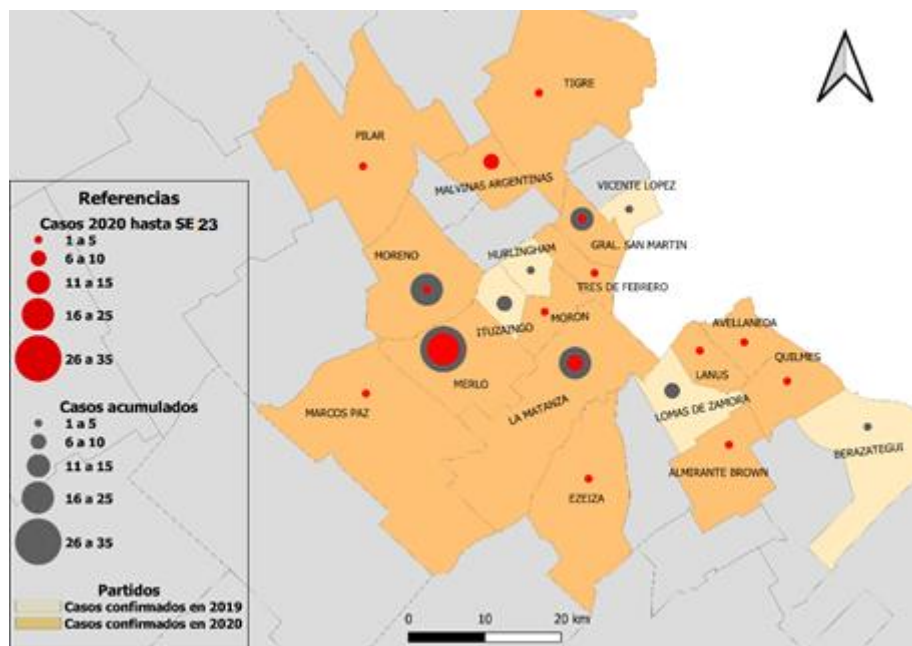 TIGRE
PILAR
MALVINAS ARGENTINAS
VICENTE LOPEZ
GRAL. SAN MARTIN
HURLINGHAM
MORENO
TRES DE FEBRERO
ITUZAINGO
MORON
AVELLANEDA
QUILMES
LANUS
MERLO
LA MATANZA
LOMAS DE ZAMORA
MARCOS PAZ
BERAZATEGUI
ALMIRANTE BROWN
EZEIZA
Referencias
Casos 2020 hasta SE 23
1 a 5
6 a 10
11 a 15
16 a 25
26 a 35
Casos acumulados
1 a 5
6 a 10
11 a 15
16 a 25
26 a 35
Partidos
Casos confirmados en 2019
Casos confirmados en 2020
0 10 20 km